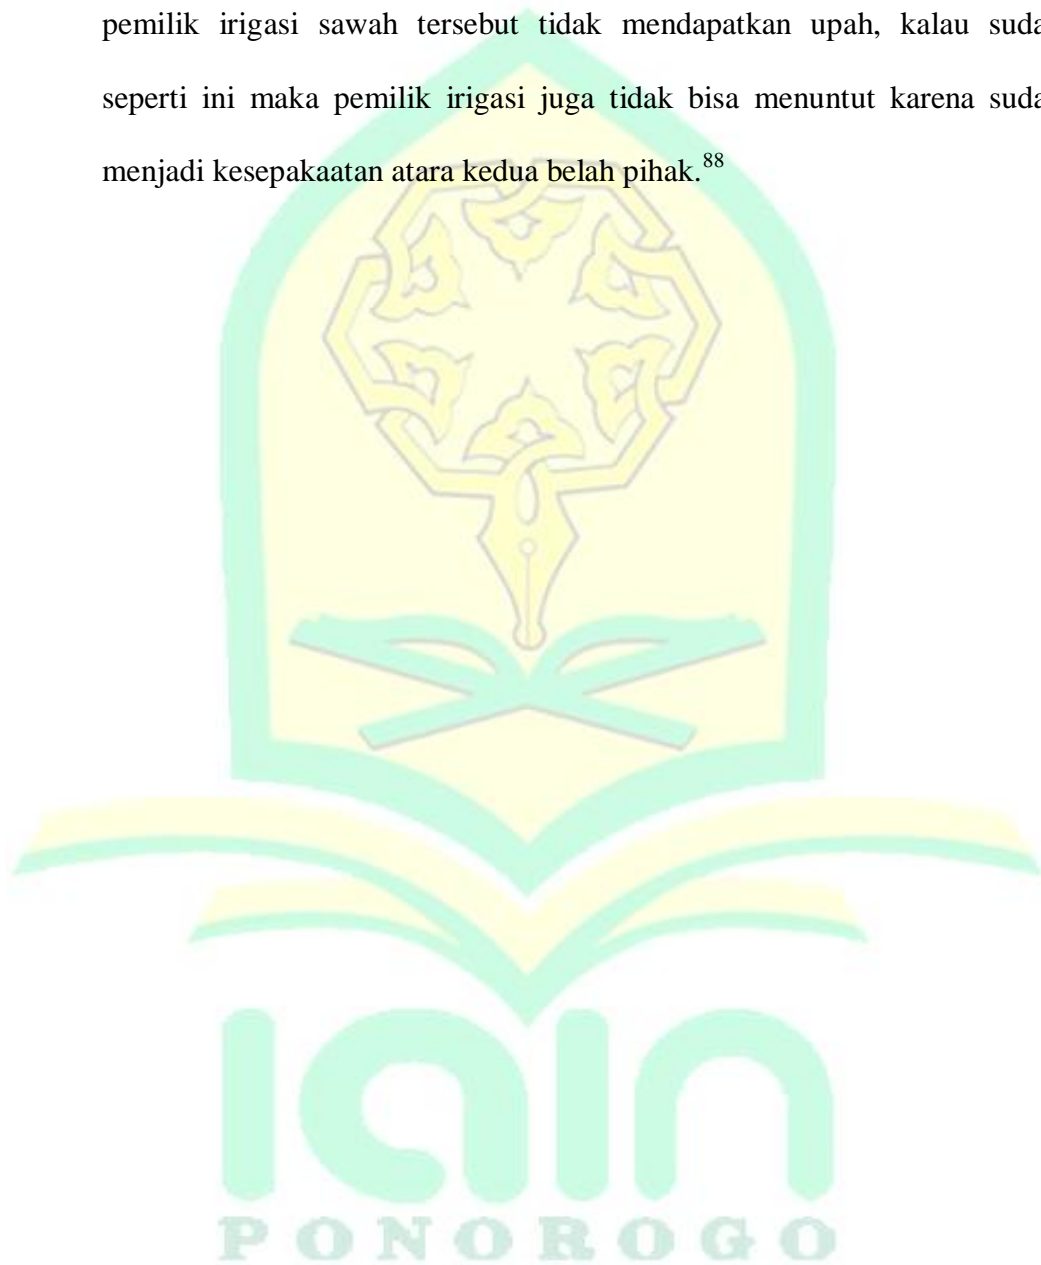 pemilik irigasi sawah tersebut tidak mendapatkan upah, kalau suda
seperti ini maka pemilik irigasi juga tidak bisa menuntut karena suda
menjadi kesepakaatan atara kedua belah pihak.88
iain
PONOROGO